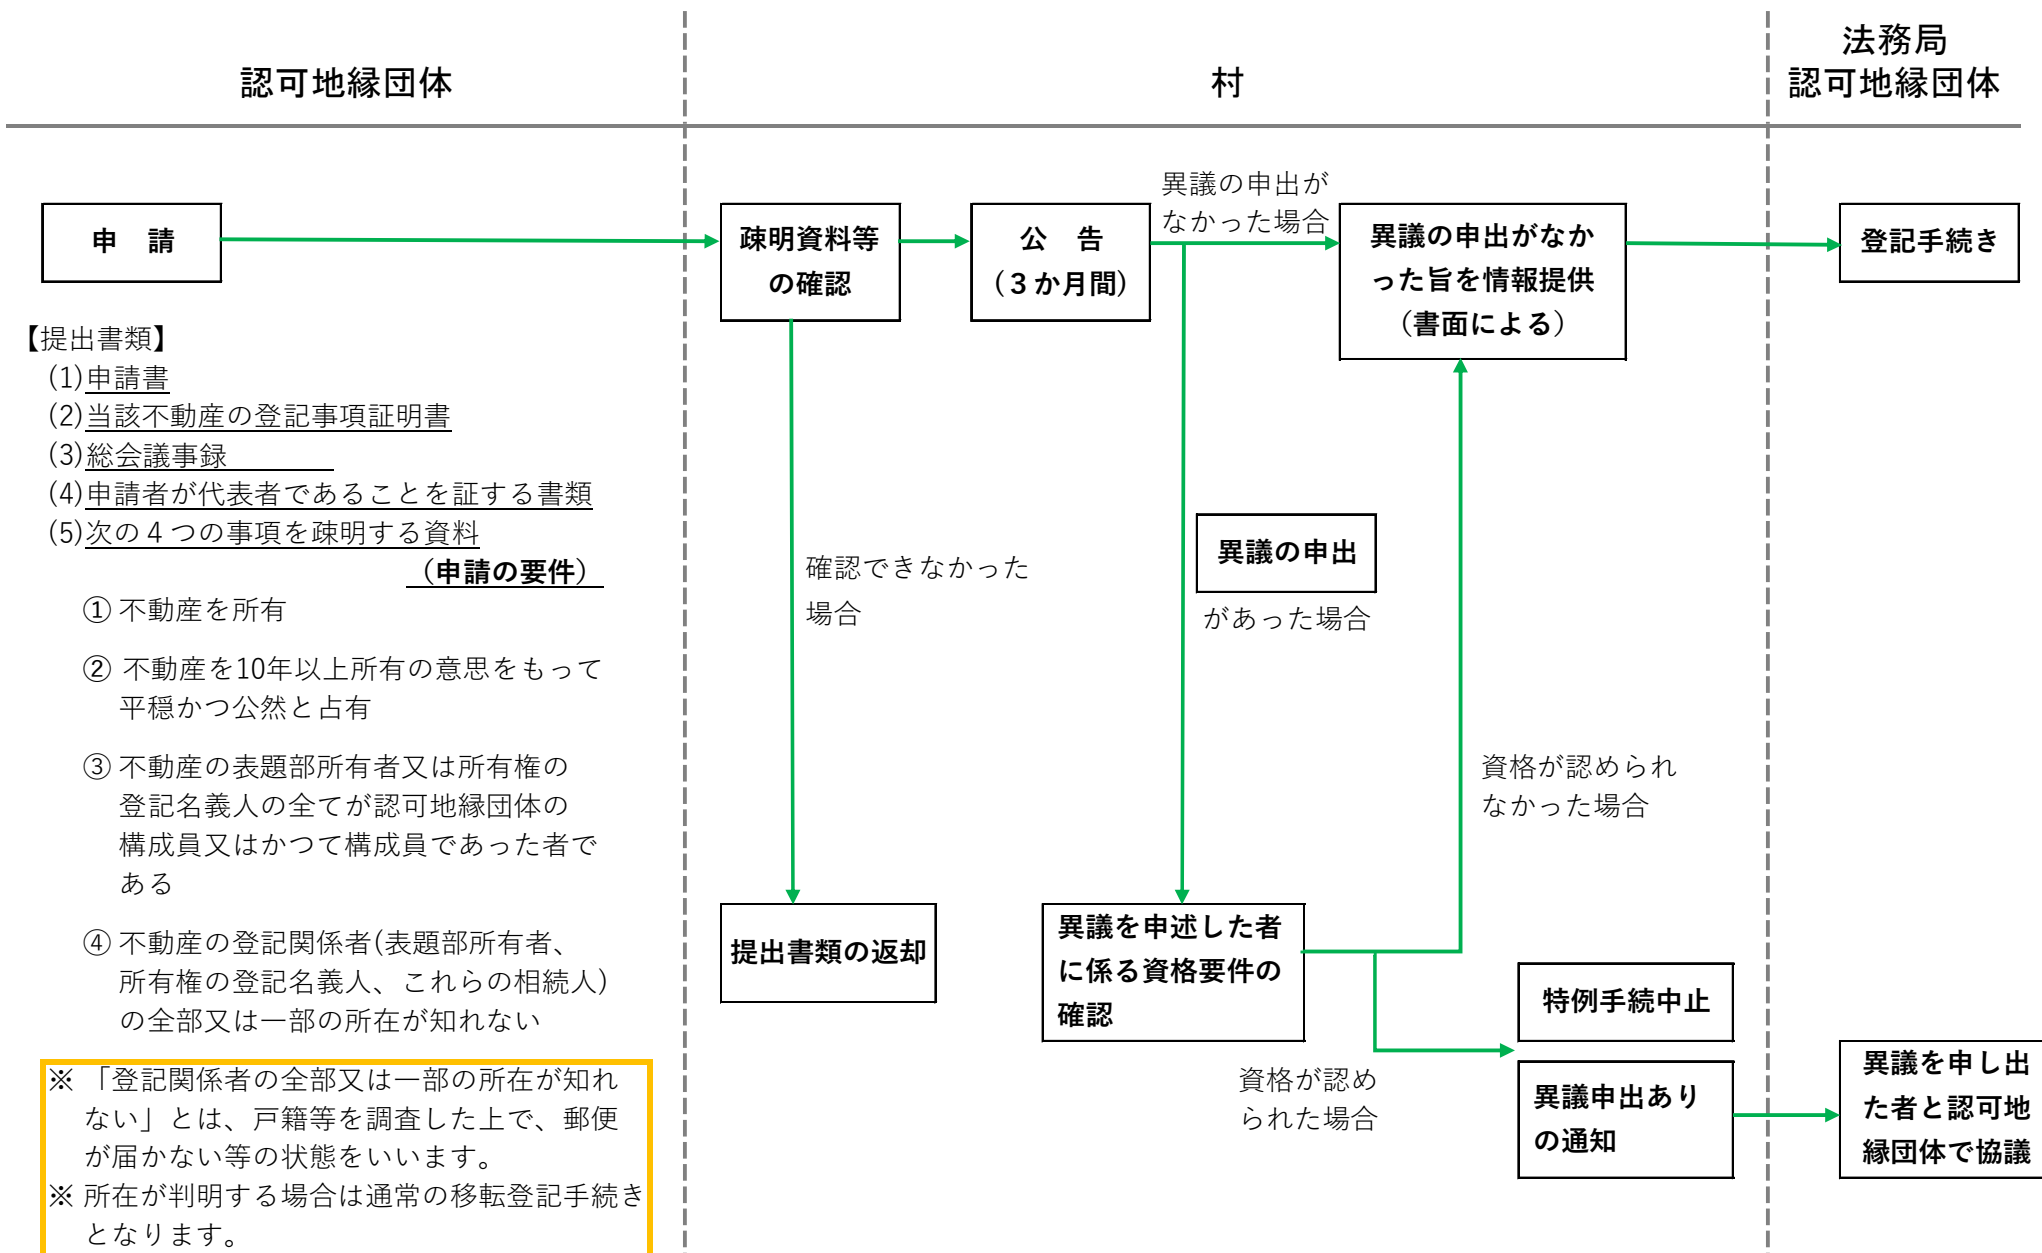 認可地縁団体
村
法務局
認可地縁団体
申　請
疎明資料等
の確認
公　告
（３か月間）
異議の申出が
なかった場合
異議の申出がなか
った旨を情報提供
（書面による）
登記手続き
【提出書類】
(1)申請書
(2)当該不動産の登記事項証明書
(3)総会議事録
(4)申請者が代表者であることを証する書類
(5)次の４つの事項を疎明する資料
（申請の要件）
① 不動産を所有
② 不動産を10年以上所有の意思をもって
平穏かつ公然と占有
③ 不動産の表題部所有者又は所有権の
登記名義人の全てが認可地縁団体の
構成員又はかつて構成員であった者で
ある
④ 不動産の登記関係者(表題部所有者、
所有権の登記名義人、これらの相続人)
の全部又は一部の所在が知れない
※ 「登記関係者の全部又は一部の所在が知れ
ない」とは、戸籍等を調査した上で、郵便
が届かない等の状態をいいます。
※ 所在が判明する場合は通常の移転登記手続き
となります。
確認できなかった
場合
提出書類の返却
異議の申出
があった場合
異議を申述した者
に係る資格要件の
確認
資格が認められ
なかった場合
資格が認め
られた場合
特例手続中止
異議申出あり
の通知
異議を申し出
た者と認可地
縁団体で協議